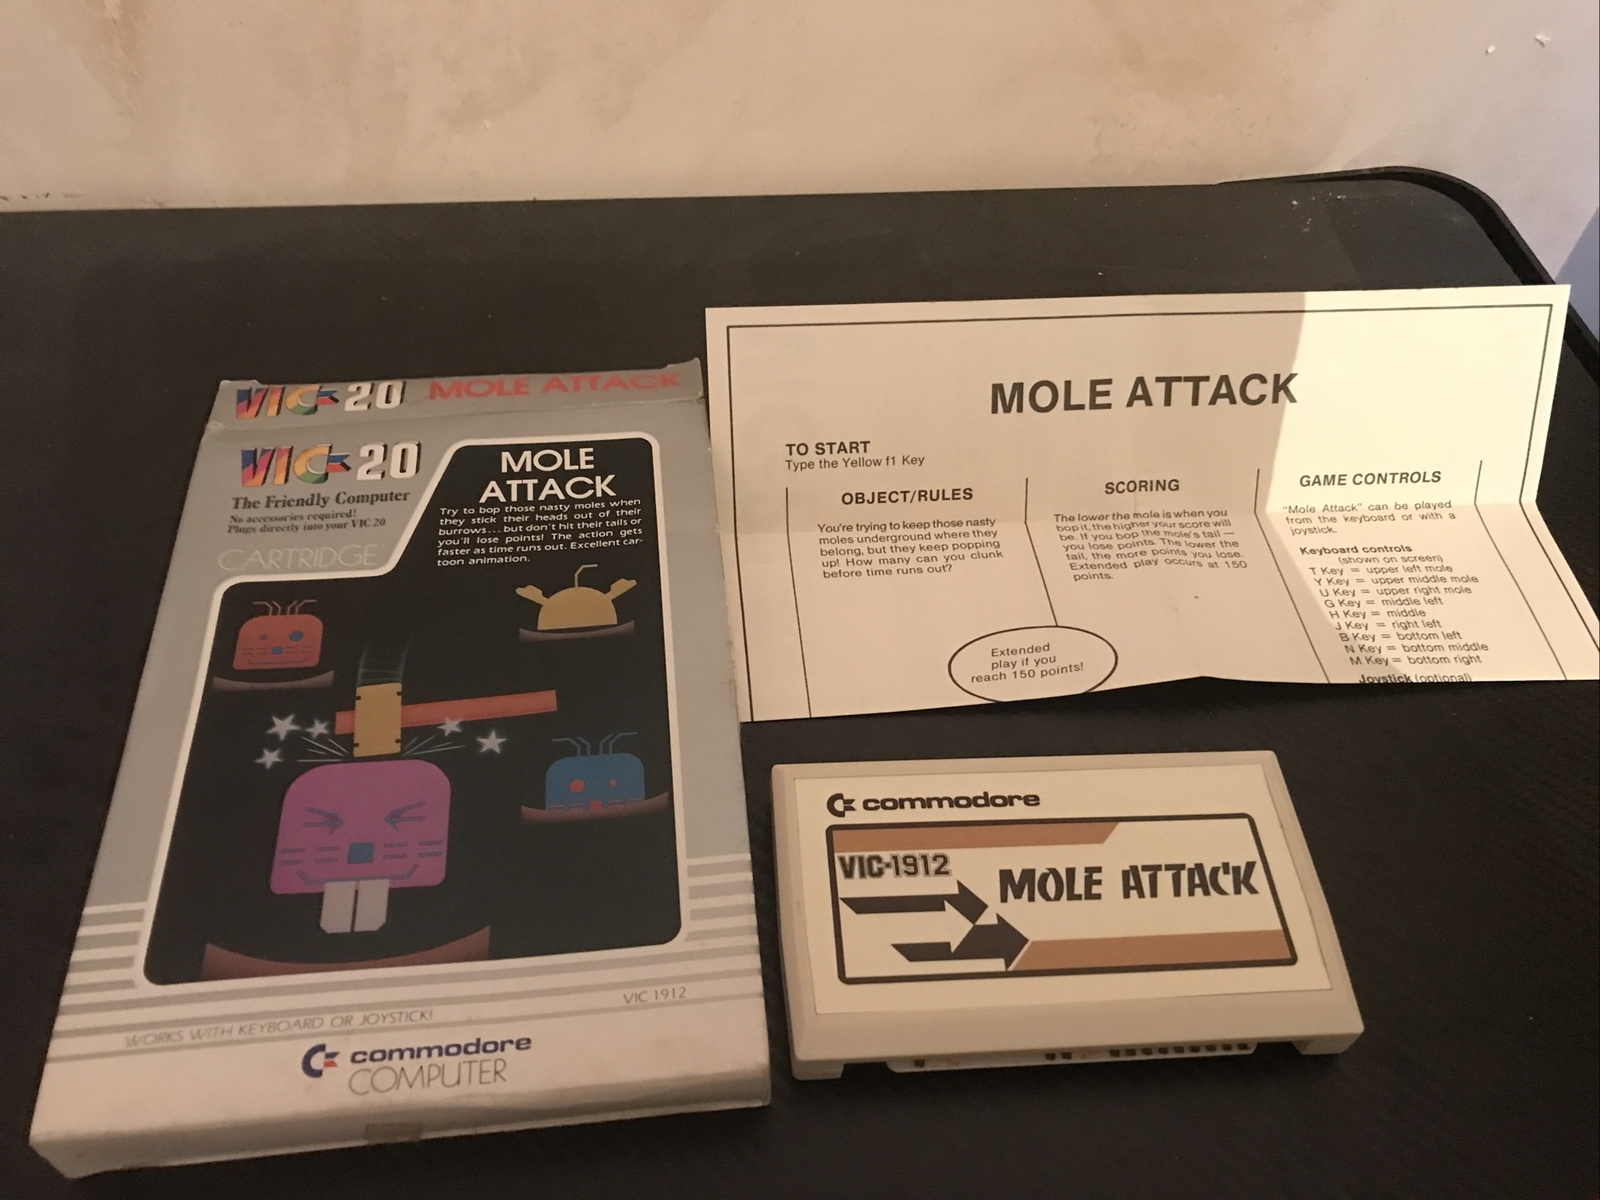 VIC-20 MOLE ATTACK
VIC-20
The Friendly Computer
No accessories required!
Plugs directly into your VIC 20
CARTRIDGE
MOLE
ATTACK
Try to bop those nasty moles when
they stick their heads out of their
burrows...but don't hit their tails or
you'll lose points! The action gets
faster as time runs out. Excellent car-
toon animation.
VIC 1912
WORKS WITH KEYBOARD OR JOYSTICK!
commodore
COMPUTER
MOLE ATTACK
TO START
Type the Yellow f1 Key
OBJECT/RULES
You're trying to keep those nasty
moles underground where they
belong, but they keep popping
up! How many can you clunk
before time runs out?
SCORING
The lower the mole is when you
bop it, the higher your score will
be. If you bop the mole's tail —
you lose points. The lower the
tail, the more points you lose.
Extended play occurs at 150
points.
Extended
play if you
reach 150 points!
GAME CONTROLS
"Mole Attack" can be played
from the keyboard or with a
joystick.
Keyboard controls
(shown on screen)
T Key = upper left mole
Y Key = upper middle mole
U Key = upper right mole
G Key = middle left
H Key = middle
J Key = right left
B Key = bottom left
N Key = bottom middle
M Key = bottom right
Joystick (optional)
commodore
VIC-1912
MOLE ATTACK